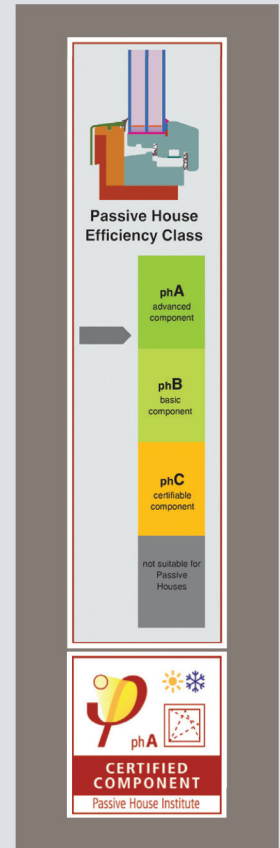 Passive House
Efficiency Class
phA
advanced
component
phB
basic
component
phC
certifiable
component
not suitable for
Passive
Houses
phA
CERTIFIED
COMPONENT
Passive House Institute